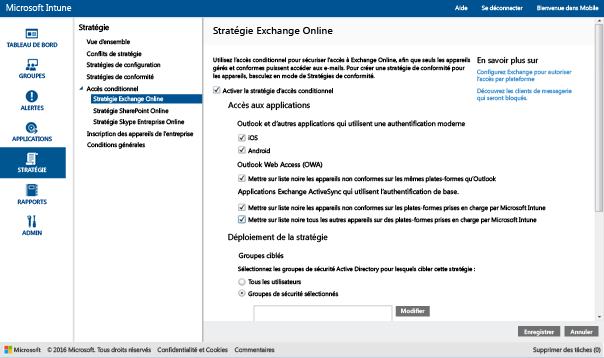 Microsoft Intune
Aide
Se déconnecter
Bienvenue dans Mobile
TABLEAU DE BORD
GROUPES
ALERTES
APPLICATIONS
STRATÉGIE
RAPPORTS
ADMIN
Stratégie
Vue d'ensemble
Conflits de stratégie
Stratégies de configuration
Stratégies de conformité
Accès conditionnel
Stratégie Exchange Online
Stratégie SharePoint Online
Stratégie Skype Entreprise Online
Inscription des appareils de l'entreprise
Conditions générales
Stratégie Exchange Online
Utilisez l'accès conditionnel pour sécuriser l'accès à Exchange Online, afin que seuls les appareils
gérés et conformes puissent accéder aux e-mails. Pour créer une stratégie de conformité pour
les appareils, basculez en mode de Stratégies de conformité.
Activer la stratégie d'accès conditionnel
Accès aux applications
Outlook et d'autres applications qui utilisent une authentification moderne
iOS
Android
Outlook Web Access (OWA)
Mettre sur liste noire les appareils non conformes sur les mêmes plates-formes qu'Outlook
Applications Exchange ActiveSync qui utilisent l'authentification de base.
Mettre sur liste noire les appareils non conformes sur les plates-formes prises en charge par Microsoft Intune
Mettre sur liste noire tous les autres appareils sur des plates-formes prises en charge par Microsoft Intune
Déploiement de la stratégie
Groupes ciblés
Sélectionnez les groupes de sécurité Active Directory pour lesquels cibler cette stratégie :
Tous les utilisateurs
Groupes de sécurité sélectionnés
Modifier
En savoir plus sur
Configurez Exchange pour autoriser
l'accès par plateforme
Découvrez les clients de messagerie
qui seront bloqués.
Enregistrer
Annuler
Microsoft
© 2016 Microsoft. Tous droits réservés
Confidentialité et Cookies
Commentaires
Supprimer des tâches (0)